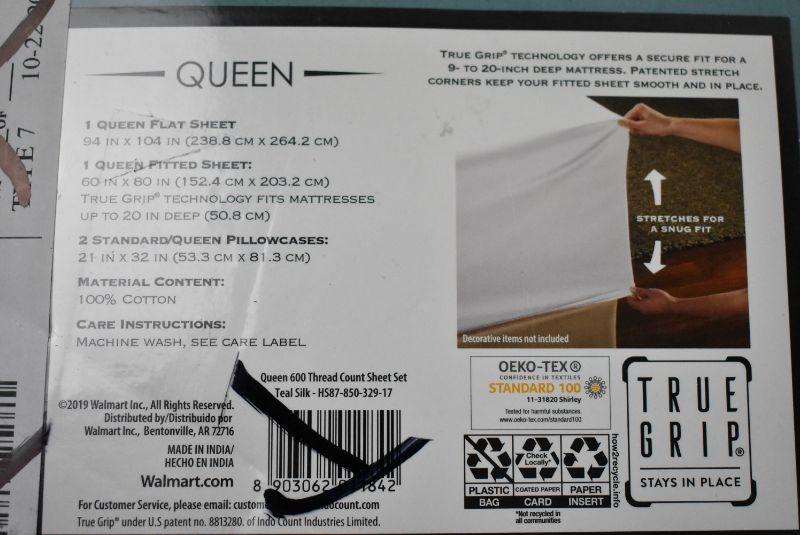 10-22-
TE 7
QUEEN
1 QUEEN FLAT SHEET
94 IN X 104 IN (238.8 CM X 264.2 CM)
1 QUEEN FITTED SHEET:
60 IN X 80 IN (152.4 CM X 203.2 CM)
TRUE GRIP® TECHNOLOGY FITS MATTRESSES
UP TO 20 IN DEEP (50.8 CM)
2 STANDARD/QUEEN PILLOWCASES:
21 IN X 32 IN (53.3 CM X 81.3 CM)
MATERIAL CONTENT:
100% COTTON
CARE INSTRUCTIONS:
MACHINE WASH, SEE CARE LABEL
TRUE GRIP® TECHNOLOGY OFFERS A SECURE FIT FOR A
9- TO 20-INCH DEEP MATTRESS. PATENTED STRETCH
CORNERS KEEP YOUR FITTED SHEET SMOOTH AND IN PLACE.
STRETCHES FOR
A SNUG FIT
Decorative items not included
Queen 600 Thread Count Sheet Set
Teal Silk - HS87-850-329-17
©2019 Walmart Inc., All Rights Reserved.
Distributed by/Distribuido por
Walmart Inc., Bentonville, AR 72716
MADE IN INDIA/
HECHO EN INDIA
Walmart.com
8 903062 1842
For Customer Service, please email: custom docount.com
True Grip® under U.S patent no. 8813280. of Indo Count Industries Limited.
OEKO-TEX®
CONFIDENCE IN TEXTILES
STANDARD 100
11-31820 Shirley
Tested for harmful substances.
www.oeko-tex.com/standard100
PLASTIC
BAG
Check
Locally*
COATED PAPER
CARD
PAPER
INSERT
*Not recycled in
all communities
how2recycle.info
TRUE
GRIP®
STAYS IN PLACE